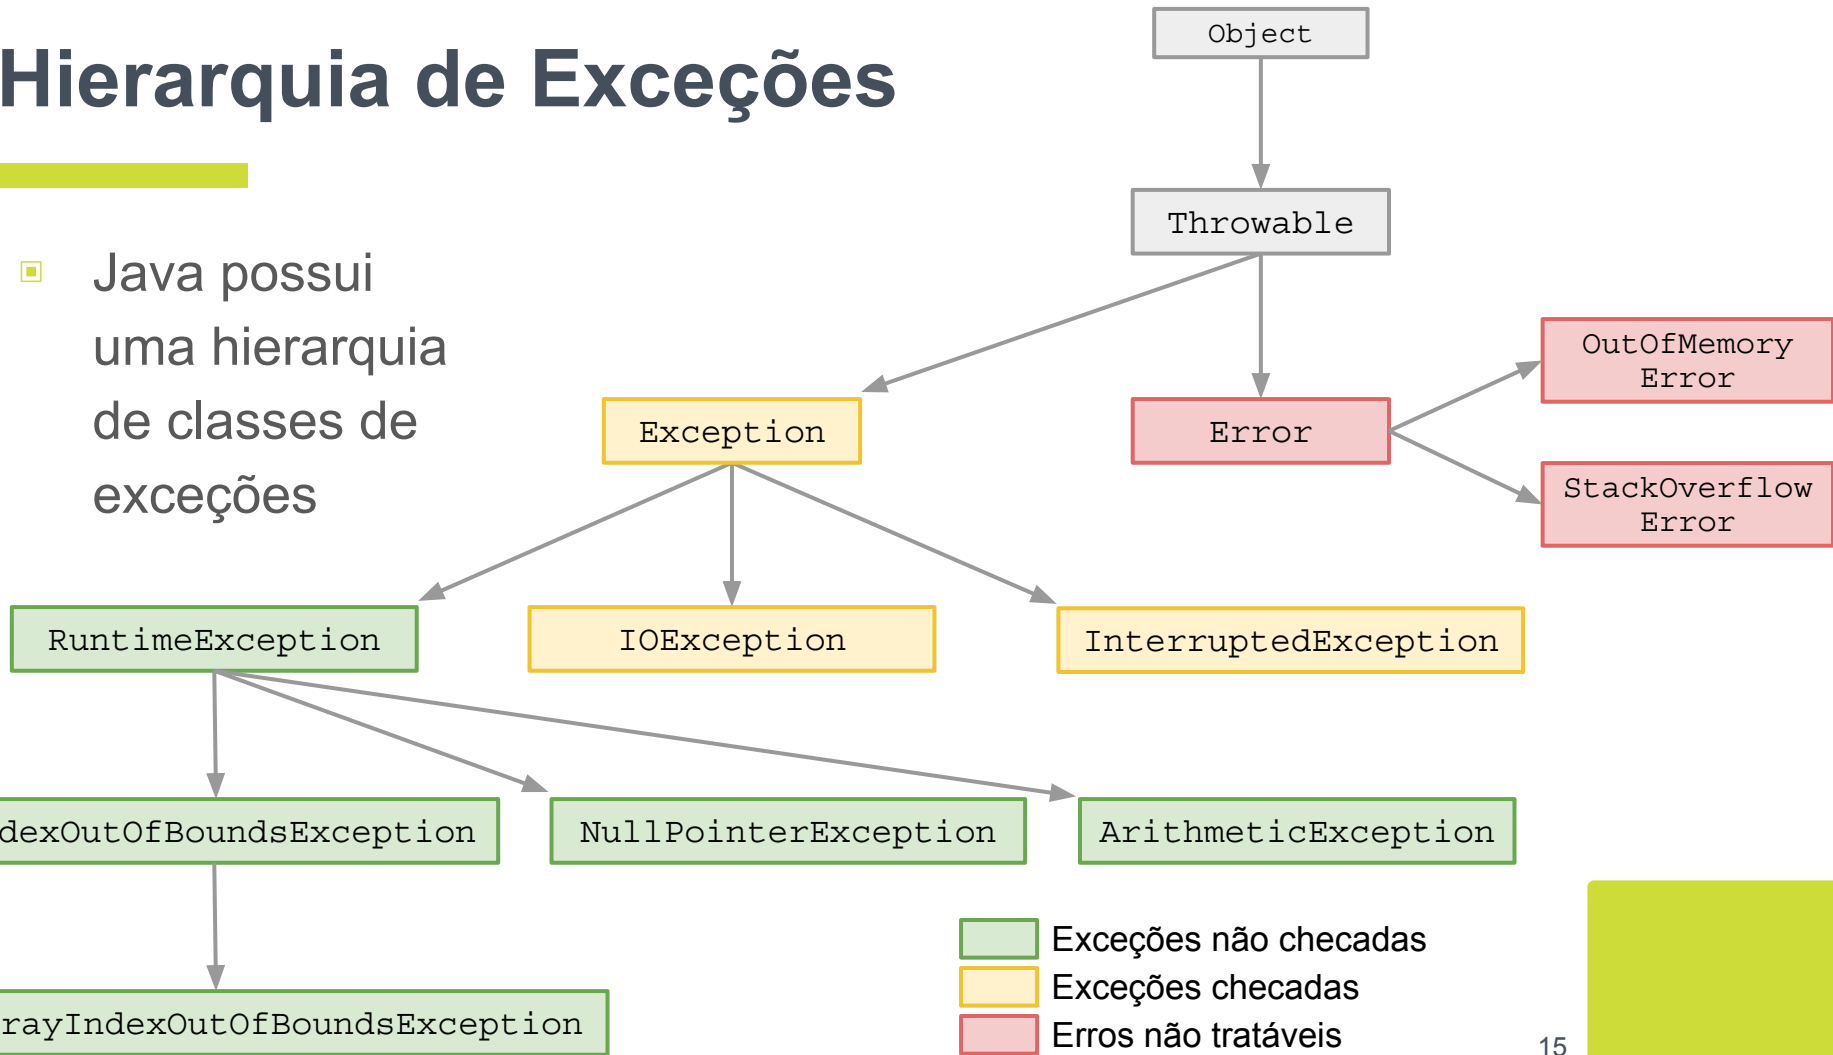 Hierarquia de Exceções
Object
Throwable
Java possui
uma hierarquia
de classes de
exceções
OutOfMemory
Error
Exception
Error
StackOverflow
Error
RuntimeException
IOException
InterruptedException
dexOutOfBoundsException
NullPointerException
ArithmeticException
rayIndexOutOfBoundsException
Exceções não checadas
Exceções checadas
Erros não tratáveis
15